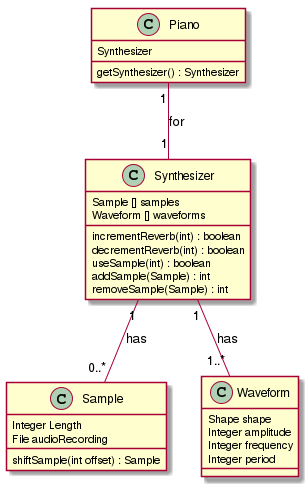 C Piano
Synthesizer
getSynthesizer() : Synthesizer
1
for
1
C Synthesizer
Sample [] samples
Waveform [] waveforms
incrementReverb(int) : boolean
decrementReverb(int) : boolean
useSample(int) : boolean
addSample(Sample) : int
removeSample(Sample) : int
1 1
has has
0..* 1..*
C Sample
Integer Length
File audioRecording
shiftSample(int offset) : Sample
C Waveform
Shape shape
Integer amplitude
Integer frequency
Integer period